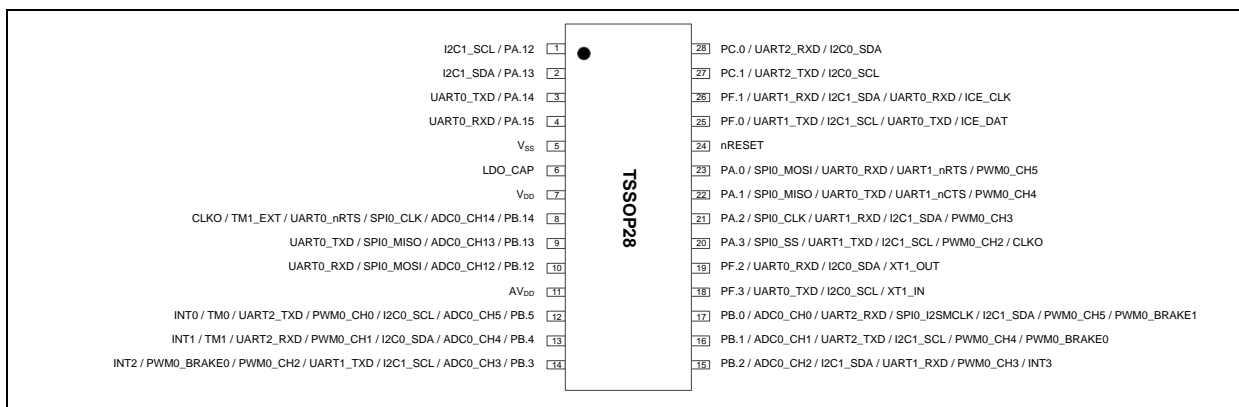 I2C1_SCL / PA.12 1 28 PC.0 / UART2_RXD / I2C0_SDA
I2C1_SDA / PA.13 2 27 PC.1 / UART2_TXD / I2C0_SCL
UART0_TXD / PA.14 3 26 PF.1 / UART1_RXD / I2C1_SDA / UART0_RXD / ICE_CLK
UART0_RXD / PA.15 4 25 PF.0 / UART1_TXD / I2C1_SCL / UART0_TXD / ICE_DAT
VSS 5 24 nRESET
LDO_CAP 6 23 PA.0 / SPI0_MOSI / UART0_RXD / UART1_nRTS / PWM0_CH5
VDD 7 22 PA.1 / SPI0_MISO / UART0_TXD / UART1_nCTS / PWM0_CH4
CLKO / TM1_EXT / UART0_nRTS / SPI0_CLK / ADC0_CH14 / PB.14 8 21 PA.2 / SPI0_CLK / UART1_RXD / I2C1_SDA / PWM0_CH3
UART0_TXD / SPI0_MISO / ADC0_CH13 / PB.13 9 20 PA.3 / SPI0_SS / UART1_TXD / I2C1_SCL / PWM0_CH2 / CLKO
UART0_RXD / SPI0_MOSI / ADC0_CH12 / PB.12 10 19 PF.2 / UART0_RXD / I2C0_SDA / XT1_OUT
AVDD 11 18 PF.3 / UART0_TXD / I2C0_SCL / XT1_IN
INT0 / TM0 / UART2_TXD / PWM0_CH0 / I2C0_SCL / ADC0_CH5 / PB.5 12 17 PB.0 / ADC0_CH0 / UART2_RXD / SPI0_I2SMCLK / I2C1_SDA / PWM0_CH5 / PWM0_BRAKE1
INT1 / TM1 / UART2_RXD / PWM0_CH1 / I2C0_SDA / ADC0_CH4 / PB.4 13 16 PB.1 / ADC0_CH1 / UART2_TXD / I2C1_SCL / PWM0_CH4 / PWM0_BRAKE0
INT2 / PWM0_BRAKE0 / PWM0_CH2 / UART1_TXD / I2C1_SCL / ADC0_CH3 / PB.3 14 15 PB.2 / ADC0_CH2 / I2C1_SDA / UART1_RXD / PWM0_CH3 / INT3
TSSOP28